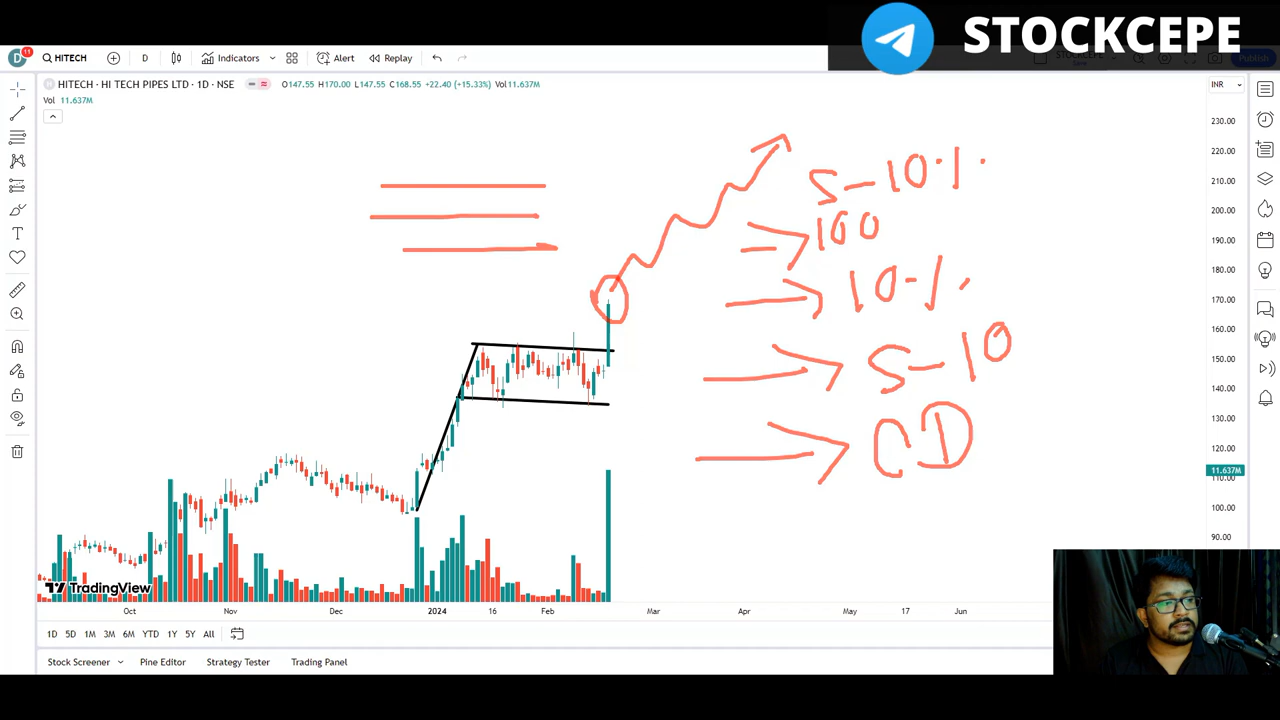 STOCKCEPE
11
HITECH
D
Indicators
Alert
Replay
Publish
HITECH · HI TECH PIPES LTD · 1D · NSE
O147.55 H170.00 L147.55 C168.55 +22.40 (+15.33%) Vol11.637M
INR
Vol 11.637M
230.00
220.00
210.00
200.00
190.00
180.00
170.00
160.00
150.00
140.00
130.00
120.00
11.637M
100.00
90.00
S-10%
100
10%
S-10
CD
TradingView
Oct Nov Dec 2024 16 Feb Mar Apr May 17 Jun
1D 5D 1M 3M 6M YTD 1Y 5Y All
Stock Screener Pine Editor Strategy Tester Trading Panel